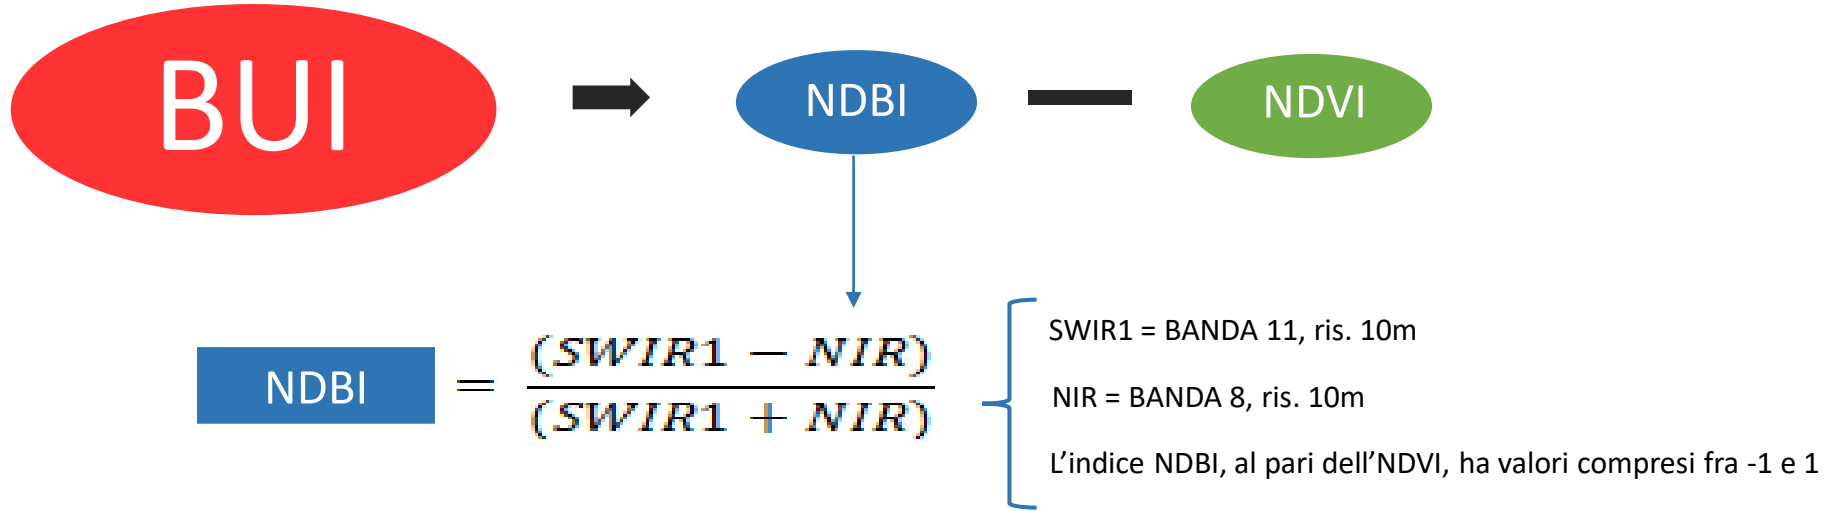 BUI
NDBI
NDVI
NDBI = (SWIR1 − NIR)
(SWIR1 + NIR)
SWIR1 = BANDA 11, ris. 10m
NIR = BANDA 8, ris. 10m
L’indice NDBI, al pari dell’NDVI, ha valori compresi fra -1 e 1